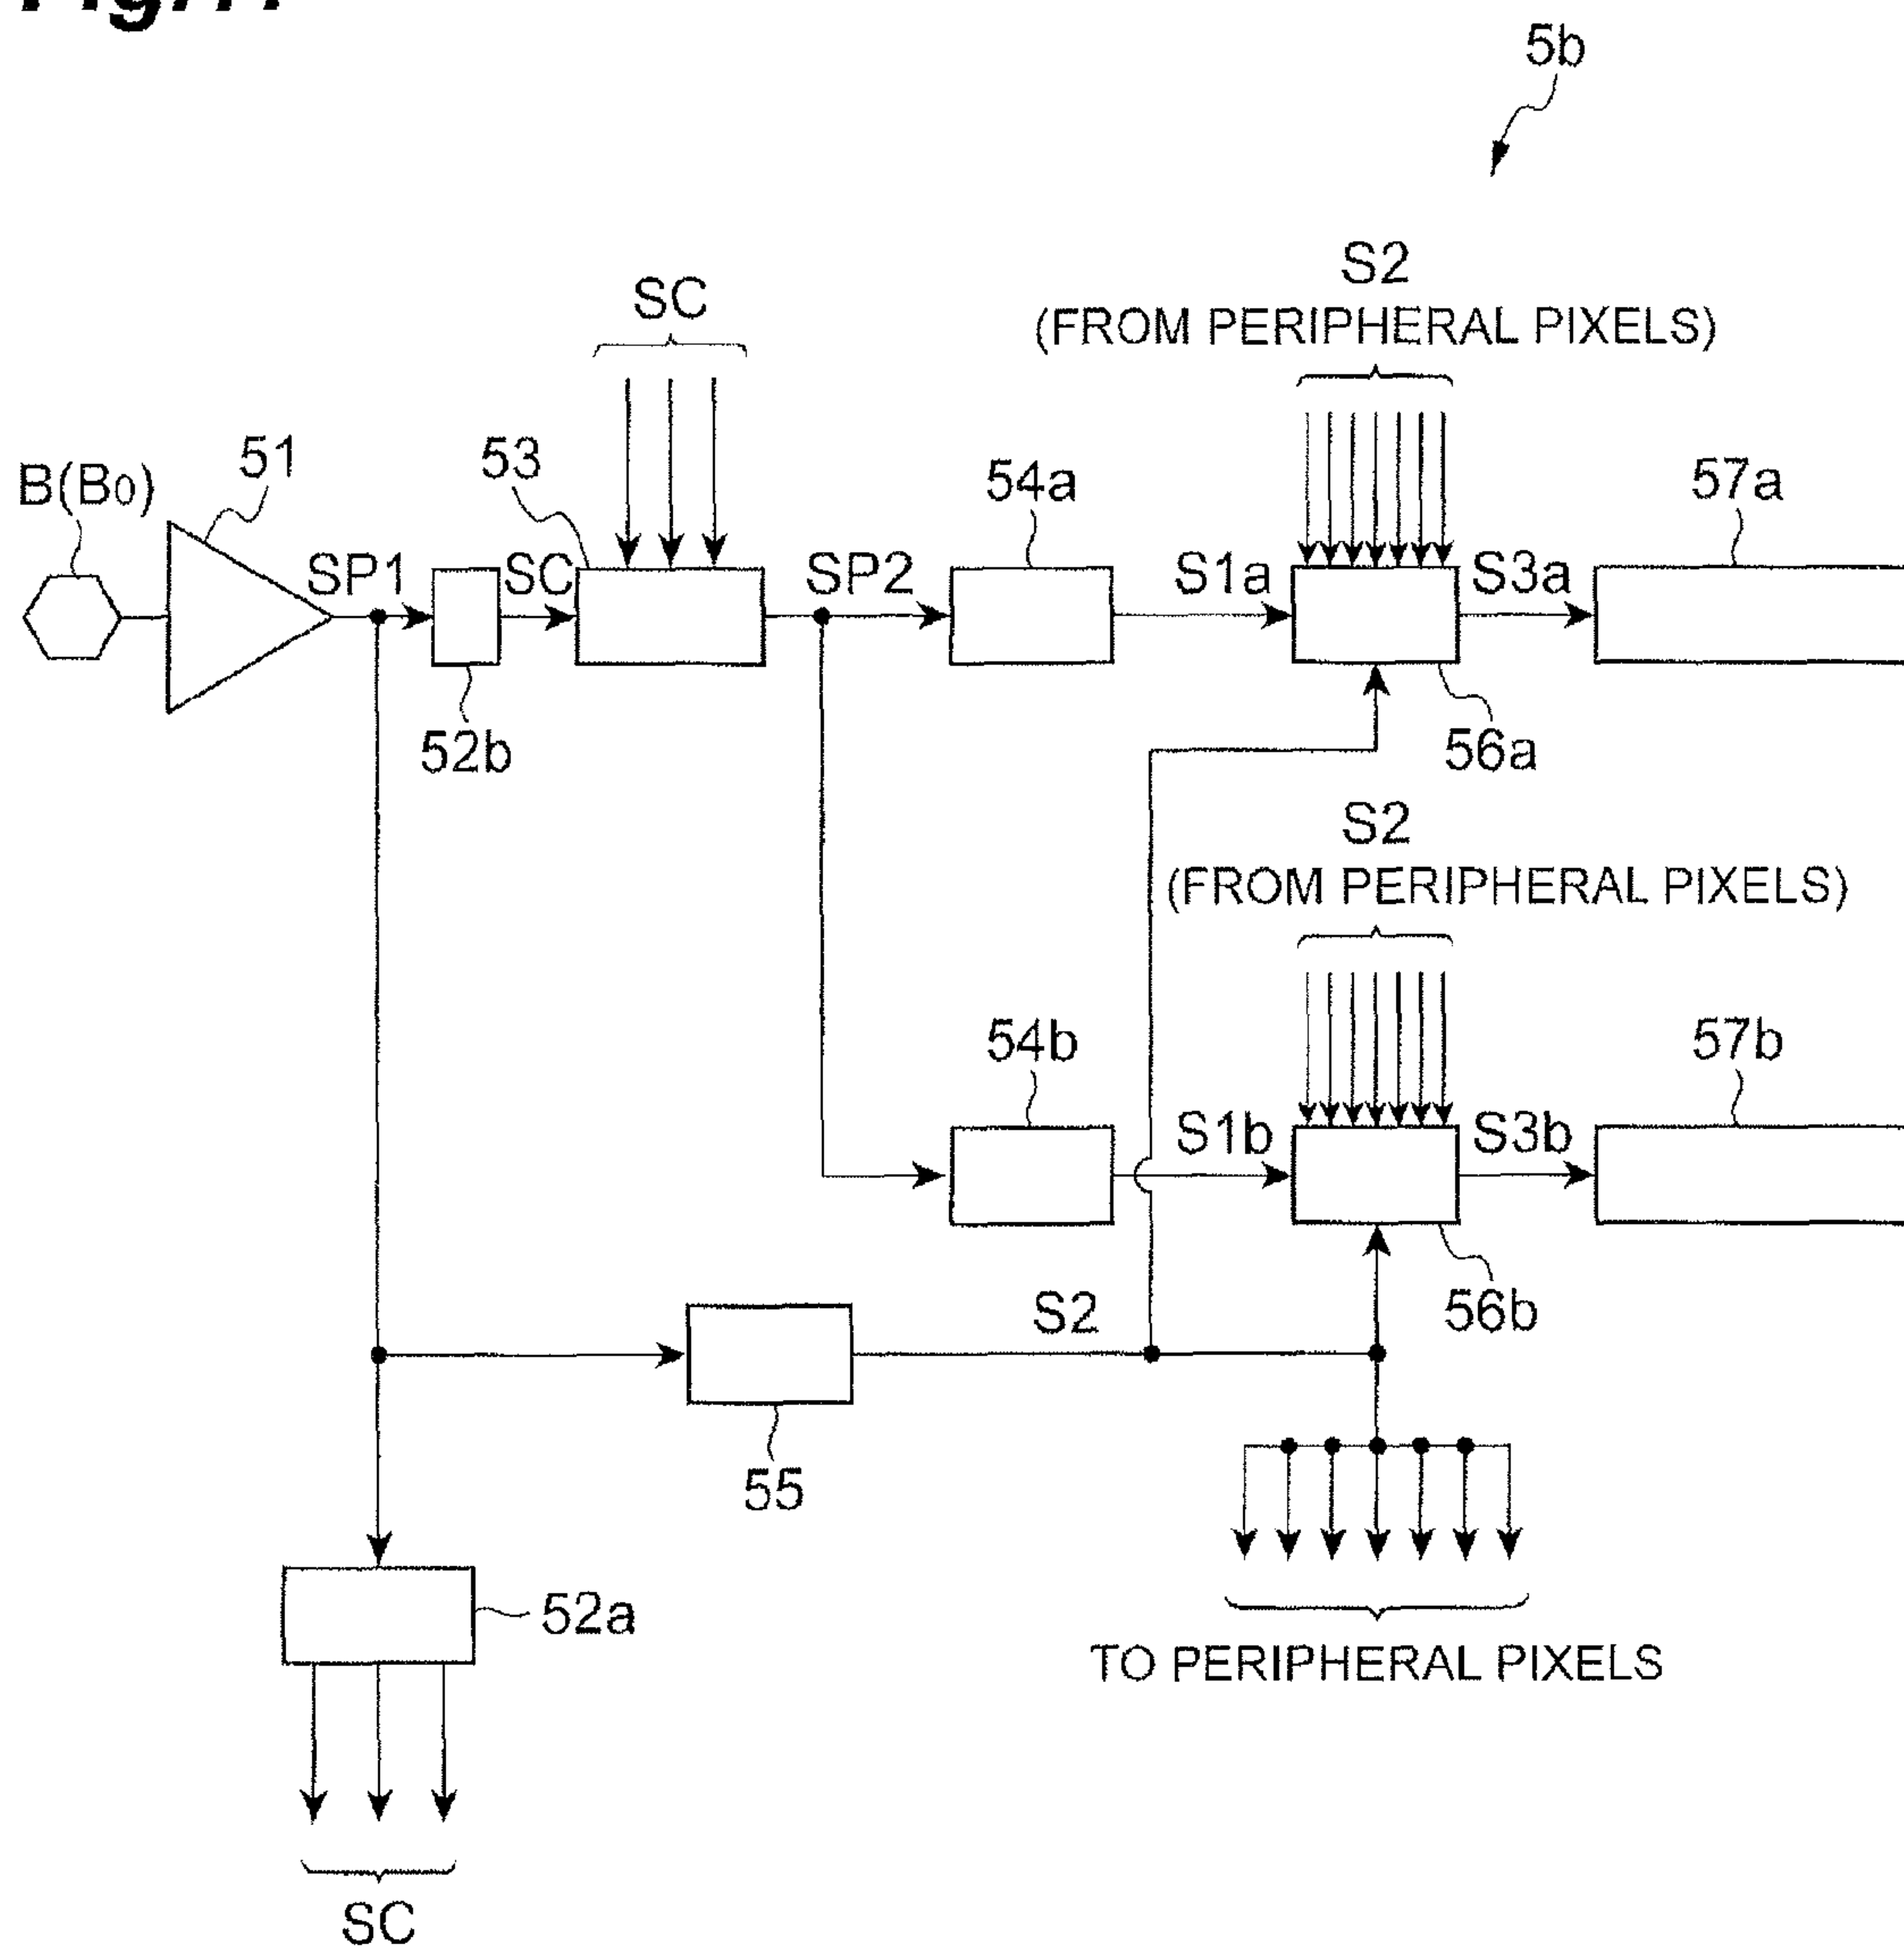 5b
S2
(FROM PERIPHERAL PIXELS)
SC
B(B0)
51
53
54a
57a
SP1
SC
SP2
S1a
S3a
52b
56a
S2
(FROM PERIPHERAL PIXELS)
54b
57b
S1b
S3b
S2
56b
55
52a
TO PERIPHERAL PIXELS
SC